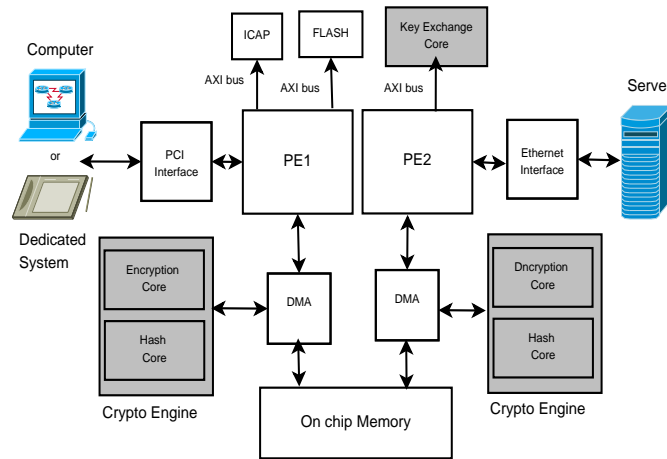 Computer
ICAP
FLASH
Key Exchange
Core
AXI bus
AXI bus
AXI bus
Serve
or
PCI
Interface
PE1
PE2
Ethernet
Interface
Dedicated
System
Encryption
Core
Hash
Core
DMA
DMA
Dncryption
Core
Hash
Core
Crypto Engine
On chip Memory
Crypto Engine